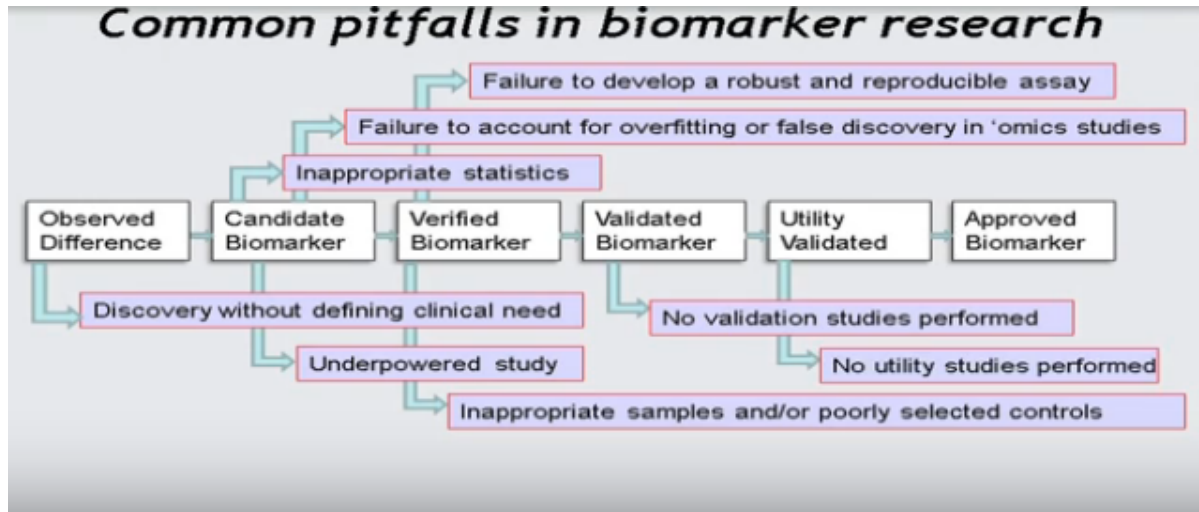 Common pitfalls in biomarker research
Failure to develop a robust and reproducible assay
Failure to account for overfitting or false discovery in ‘omics studies
Inappropriate statistics
Observed
Difference
Candidate
Biomarker
Verified
Biomarker
Validated
Biomarker
Utility
Validated
Approved
Biomarker
Discovery without defining clinical need
No validation studies performed
Underpowered study
No utility studies performed
Inappropriate samples and/or poorly selected controls